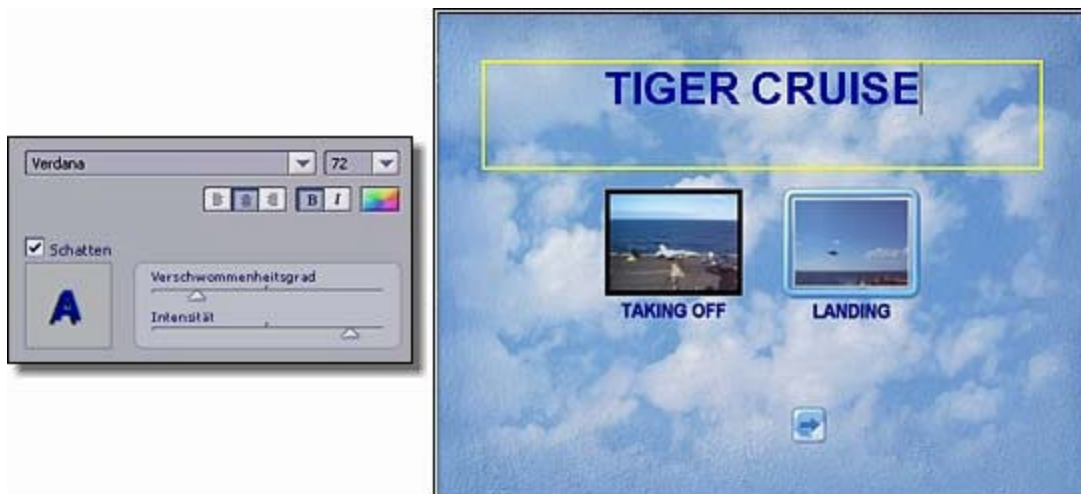 Verdana
72
B I
Schatten
A
Verschwommenheitsgrad
Intensität
TIGER CRUISE
TAKING OFF
LANDING